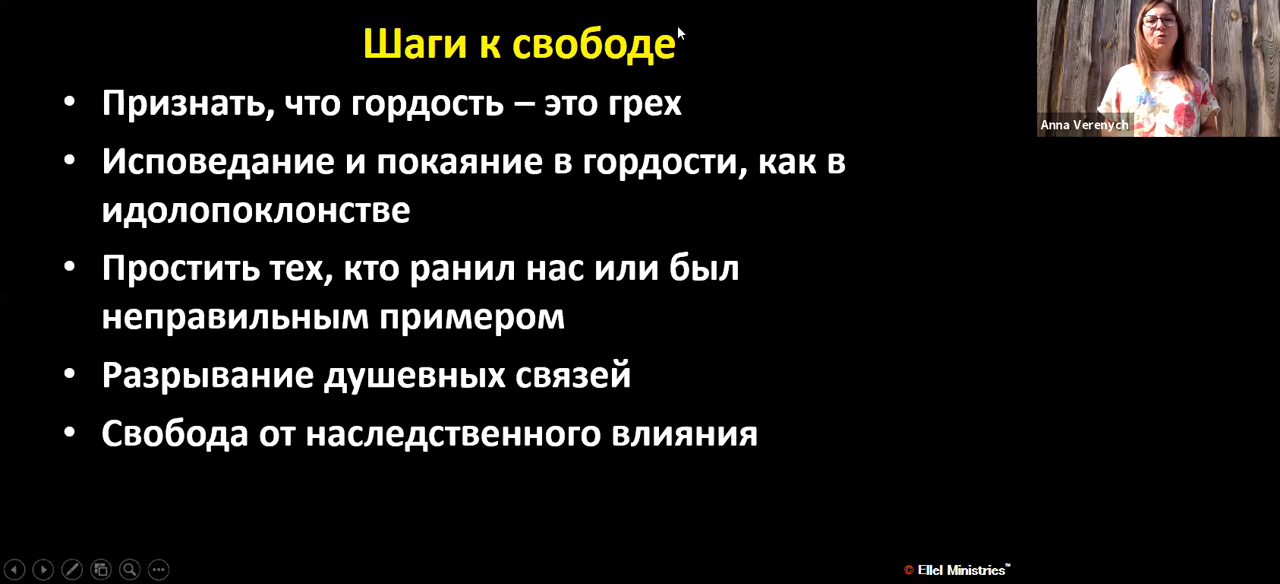 Шаги к свободе
• Признать, что гордость – это грех
• Исповедание и покаяние в гордости, как в
идолопоклонстве
• Простить тех, кто ранил нас или был
неправильным примером
• Разрывание душевных связей
• Свобода от наследственного влияния
Anna Verenych
© Ellel Ministries™